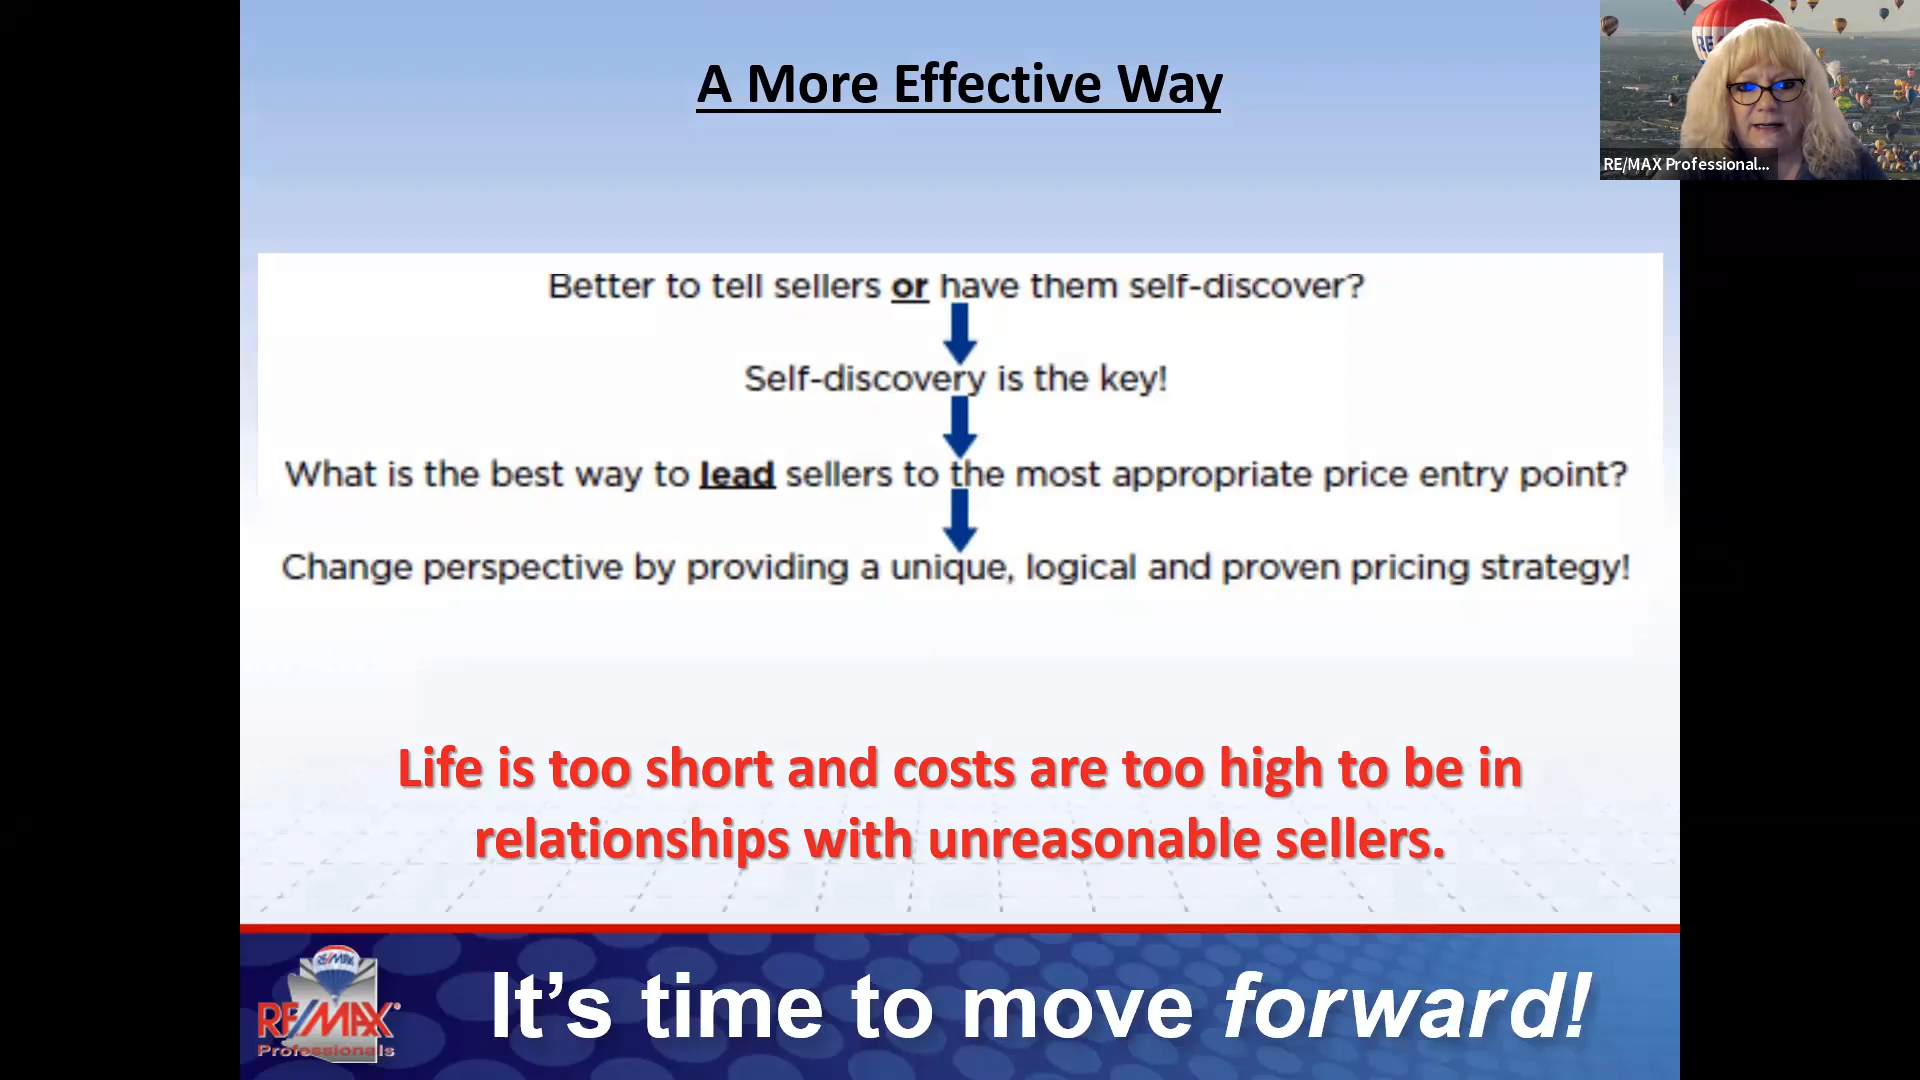 A More Effective Way
RE
RE/MAX Professional...
Better to tell sellers or have them self-discover?
Self-discovery is the key!
What is the best way to lead sellers to the most appropriate price entry point?
Change perspective by providing a unique, logical and proven pricing strategy!
Life is too short and costs are too high to be in
relationships with unreasonable sellers.
RE/MAX
RE/MAX
Professionals
It's time to move forward!